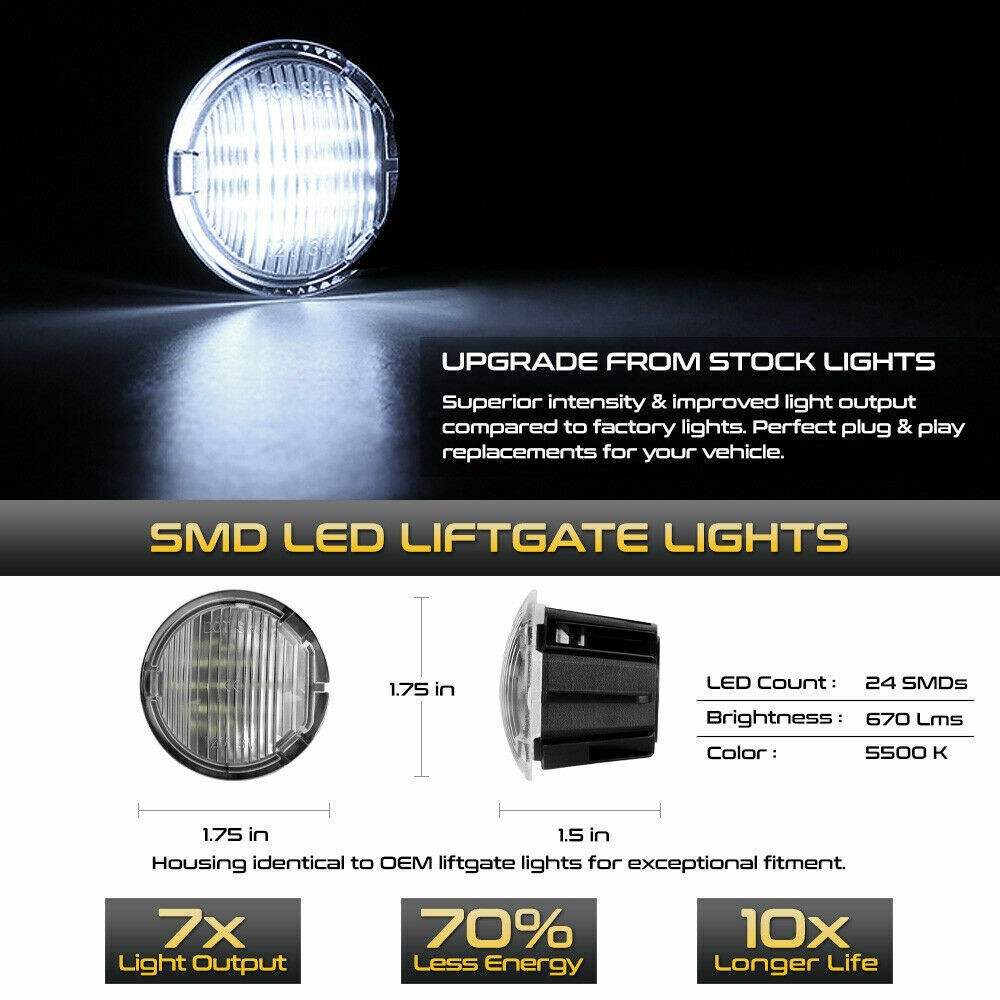 DOT SAE
UPGRADE FROM STOCK LIGHTS
Superior intensity & improved light output
compared to factory lights. Perfect plug & play
replacements for your vehicle.
SMD LED LIFTGATE LIGHTS
1.75 in
LED Count : 24 SMDs
Brightness : 670 Lms
Color : 5500 K
1.75 in
1.5 in
Housing identical to OEM liftgate lights for exceptional fitment.
7x
Light Output
70%
Less Energy
10x
Longer Life